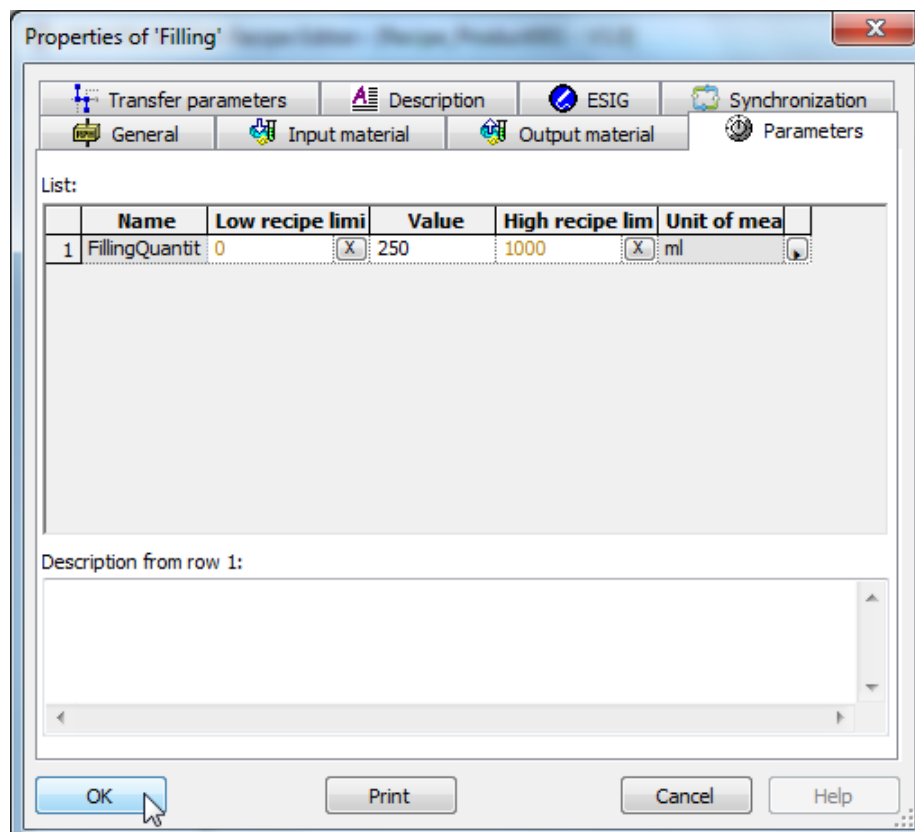 Properties of 'Filling'
Transfer parameters Description ESIG Synchronization
General Input material Output material Parameters
List:
Name Low recipe limi Value High recipe lim Unit of mea
1 FillingQuantit 0 X 250 1000 X ml
Description from row 1:
OK Print Cancel Help